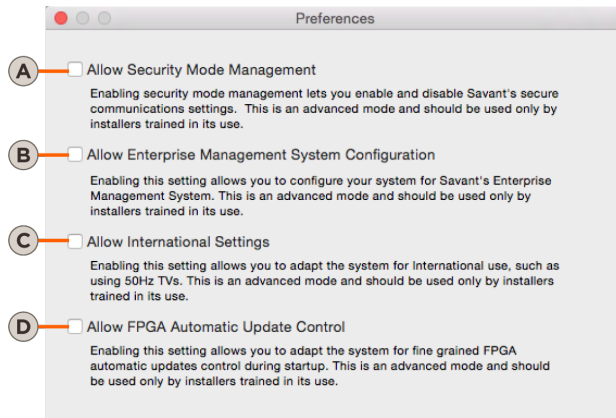 Preferences
A Allow Security Mode Management
Enabling security mode management lets you enable and disable Savant's secure
communications settings. This is an advanced mode and should be used only by
installers trained in its use.
B Allow Enterprise Management System Configuration
Enabling this setting allows you to configure your system for Savant's Enterprise
Management System. This is an advanced mode and should be used only by
installers trained in its use.
C Allow International Settings
Enabling this setting allows you to adapt the system for International use, such as
using 50Hz TVs. This is an advanced mode and should be used only by installers
trained in its use.
D Allow FPGA Automatic Update Control
Enabling this setting allows you to adapt the system for fine grained FPGA
automatic updates control during startup. This is an advanced mode and should
be used only by installers trained in its use.